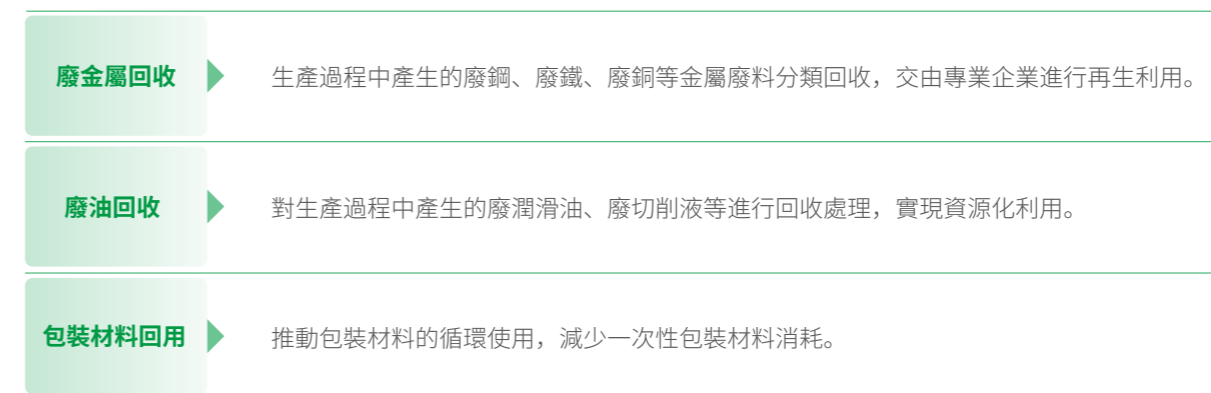 廢金屬回收
生產過程中產生的廢鋼、廢鐵、廢銅等金屬廢料分類回收，交由專業企業進行再生利用。
廢油回收
對生產過程中產生的廢潤滑油、廢切削液等進行回收處理，實現資源化利用。
包裝材料回用
推動包裝材料的循環使用，減少一次性包裝材料消耗。